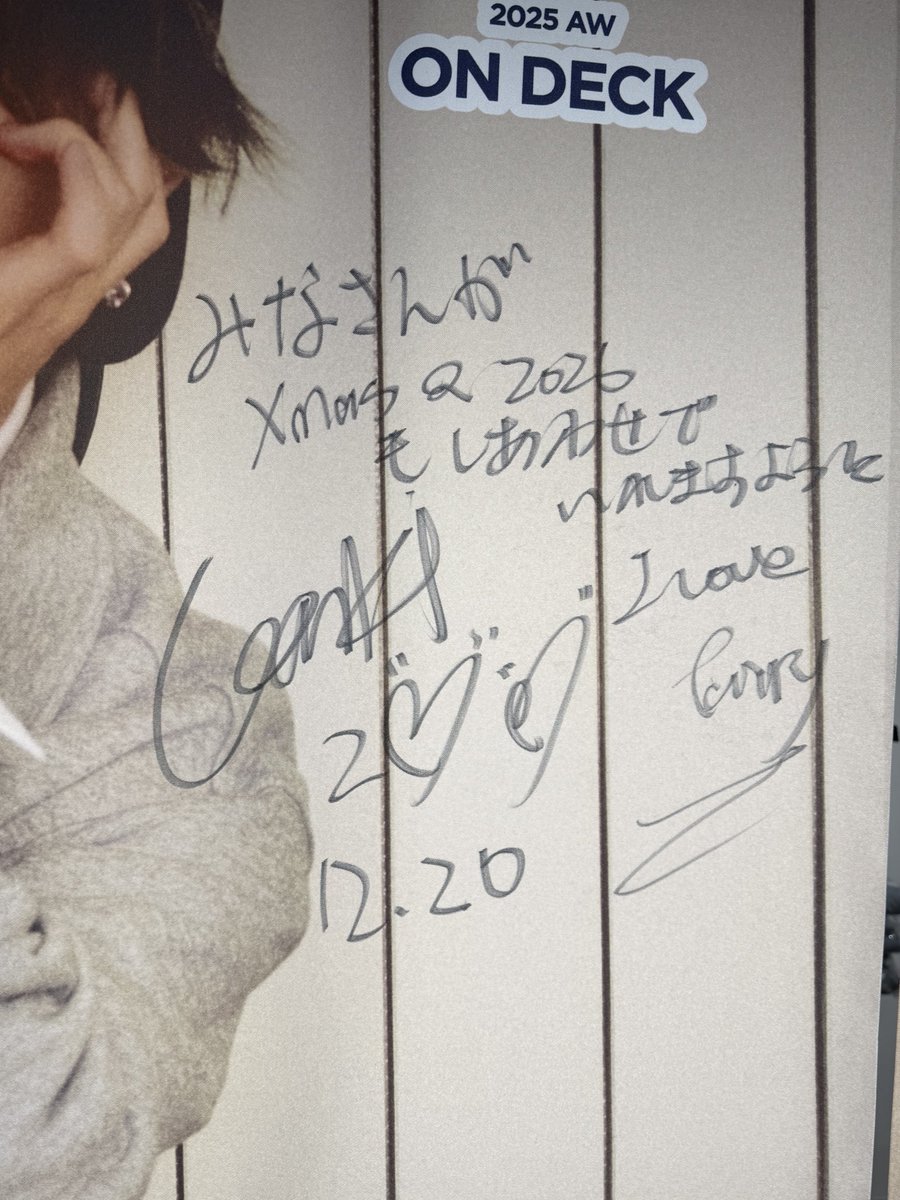 2025 AW
ON DECK
みなさんが
Xmas & 2026
もしあわせで
いれますように
I love
12.20